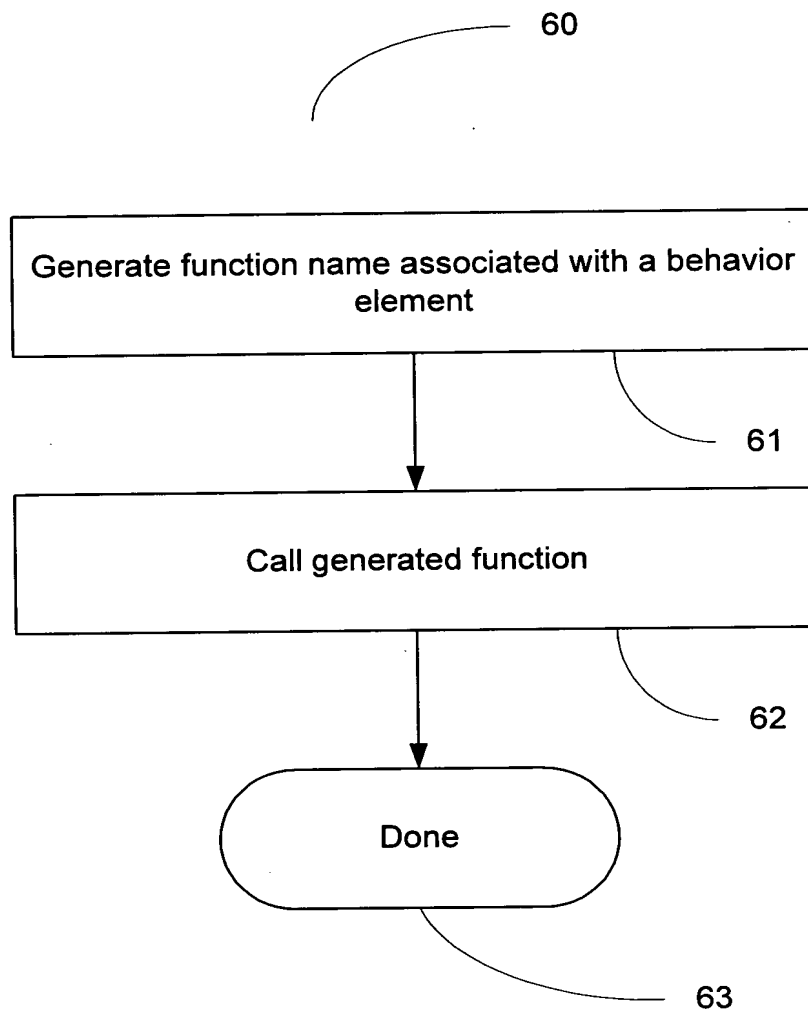 60
Generate function name associated with a behavior
element
61
Call generated function
62
Done
63